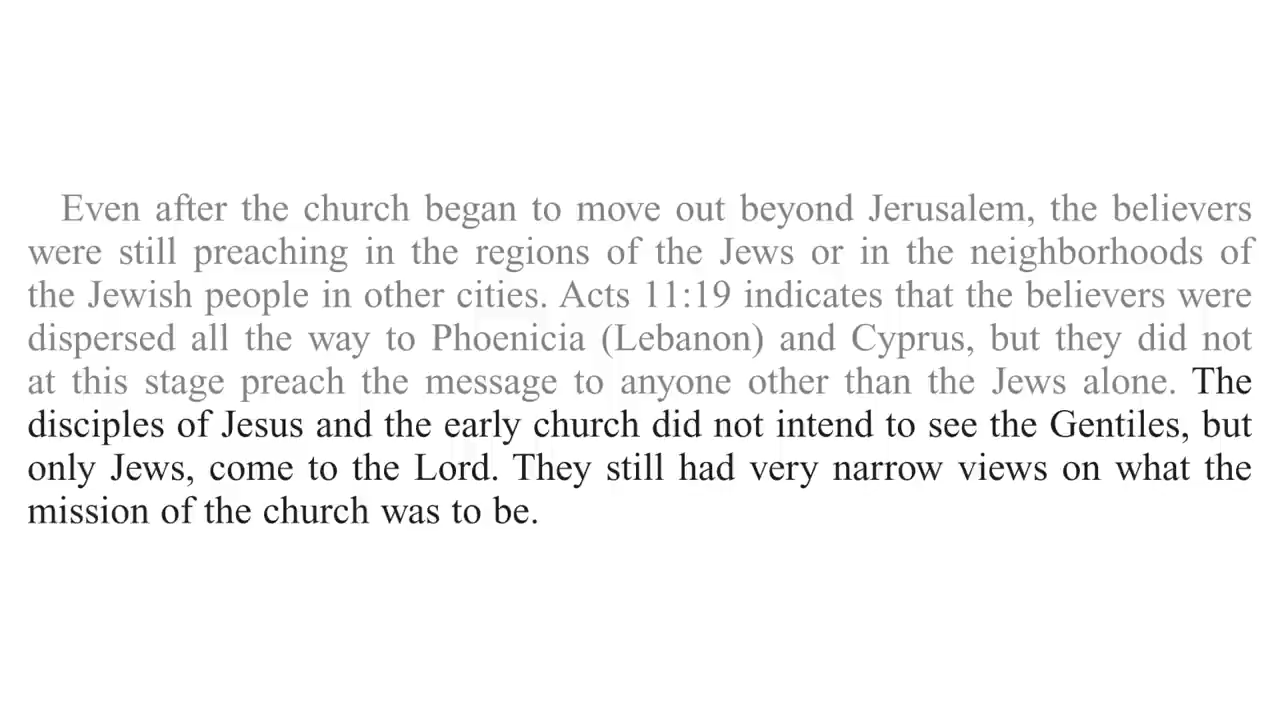 Even after the church began to move out beyond Jerusalem, the believers
were still preaching in the regions of the Jews or in the neighborhoods of
the Jewish people in other cities. Acts 11:19 indicates that the believers were
dispersed all the way to Phoenicia (Lebanon) and Cyprus, but they did not
at this stage preach the message to anyone other than the Jews alone. The
disciples of Jesus and the early church did not intend to see the Gentiles, but
only Jews, come to the Lord. They still had very narrow views on what the
mission of the church was to be.